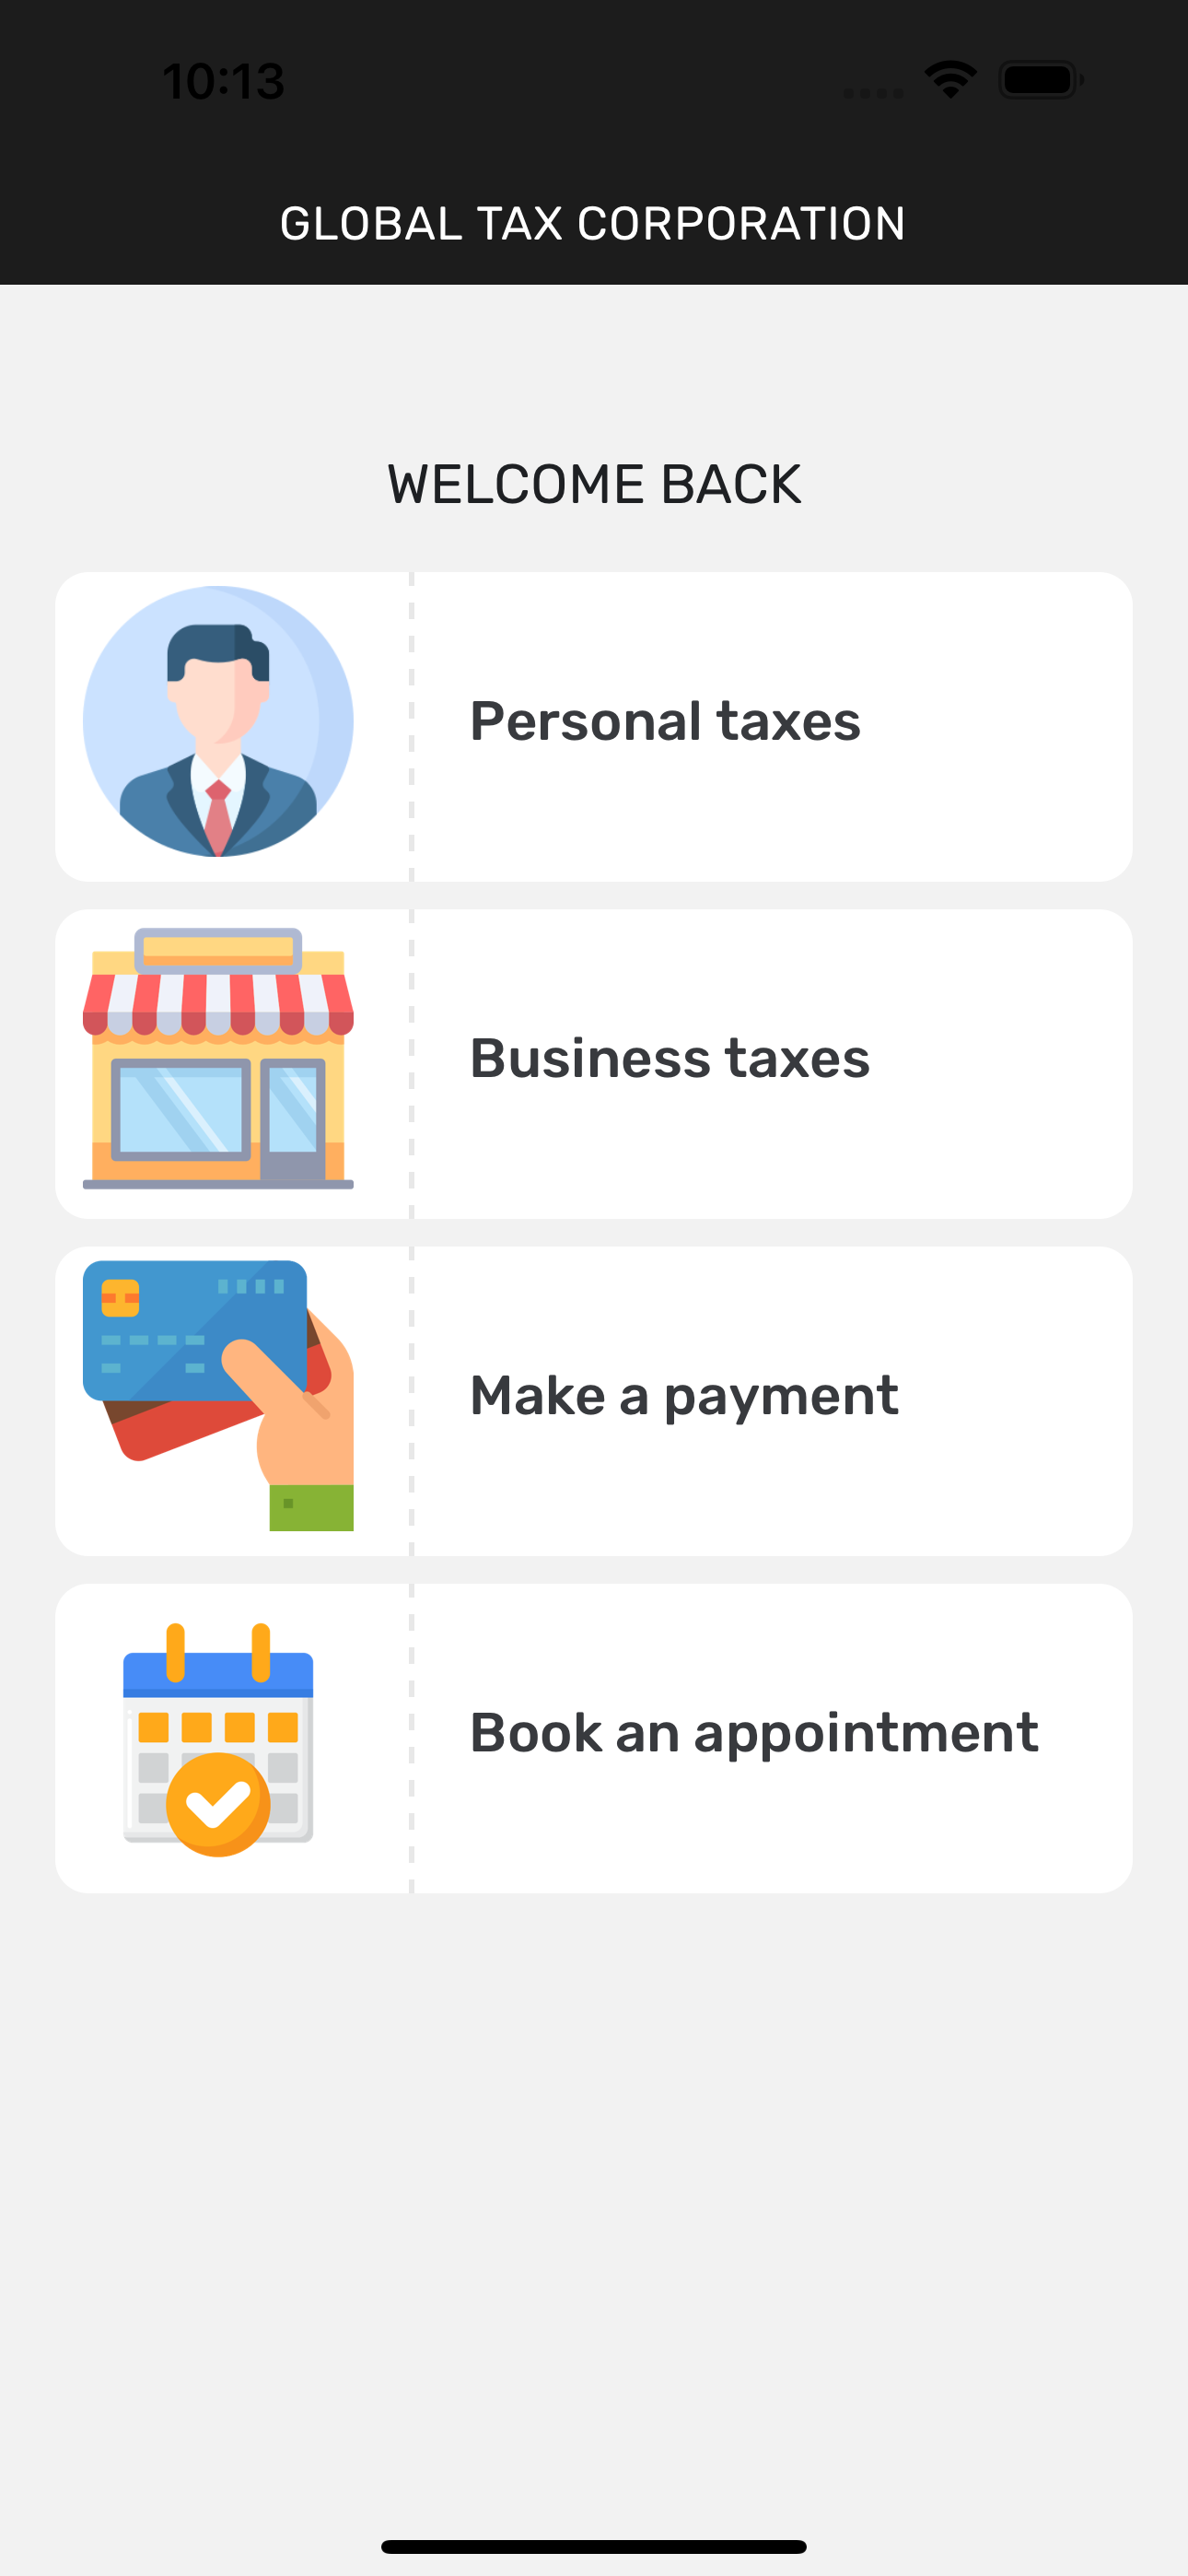 10:13
GLOBAL TAX CORPORATION
WELCOME BACK
Personal taxes
Business taxes
Make a payment
Book an appointment